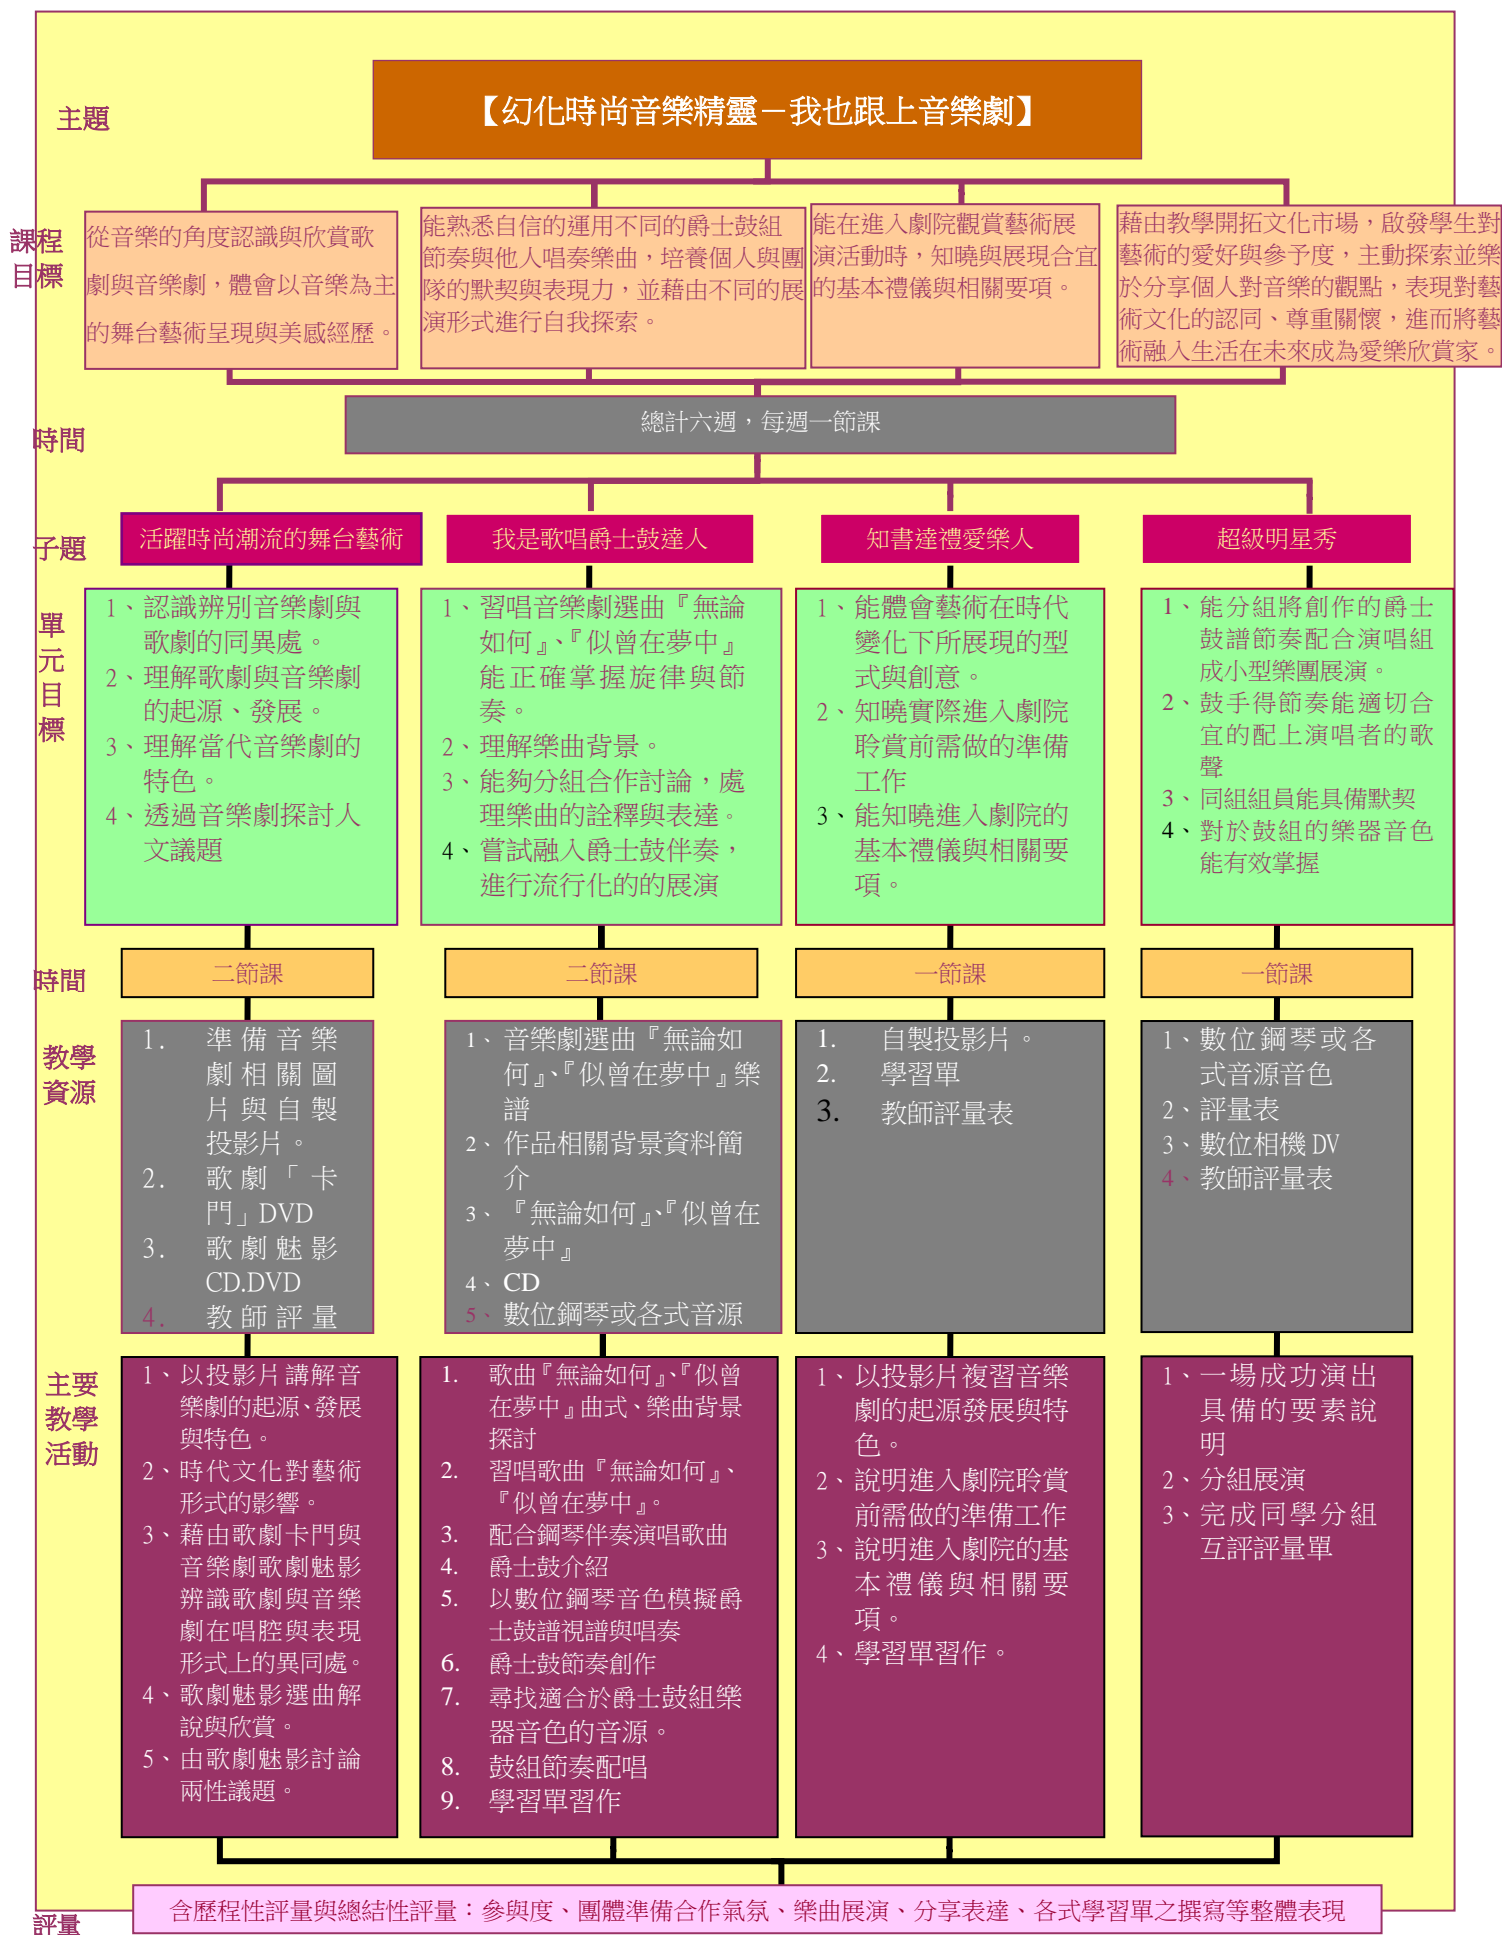 主題
【幻化時尚音樂精靈－我也跟上音樂劇】
課程
目標
從音樂的角度認識與欣賞歌
劇與音樂劇，體會以音樂為主
的舞台藝術呈現與美感經歷。
能熟悉自信的運用不同的爵士鼓組
節奏與他人唱奏樂曲，培養個人與團
隊的默契與表現力，並藉由不同的展
演形式進行自我探索。
能在進入劇院觀賞藝術展
演活動時，知曉與展現合宜
的基本禮儀與相關要項。
藉由教學開拓文化市場，啟發學生對
藝術的愛好與參予度，主動探索並樂
於分享個人對音樂的觀點，表現對藝
術文化的認同、尊重關懷，進而將藝
術融入生活在未來成為愛樂欣賞家。
時間
總計六週，每週一節課
子題
活躍時尚潮流的舞台藝術
我是歌唱爵士鼓達人
知書達禮愛樂人
超級明星秀
單
元
目
標
1、認識辨別音樂劇與
歌劇的同異處。
2、理解歌劇與音樂劇
的起源、發展。
3、理解當代音樂劇的
特色。
4、透過音樂劇探討人
文議題
1、習唱音樂劇選曲『無論
如何』、『似曾在夢中』
能正確掌握旋律與節
奏。
2、理解樂曲背景。
3、能夠分組合作討論，處
理樂曲的詮釋與表達。
4、嘗試融入爵士鼓伴奏，
進行流行化的的展演
1、能體會藝術在時代
變化下所展現的型
式與創意。
2、知曉實際進入劇院
聆賞前需做的準備
工作
3、能知曉進入劇院的
基本禮儀與相關要
項。
1、能分組將創作的爵士
鼓譜節奏配合演唱組
成小型樂團展演。
2、鼓手得節奏能適切合
宜的配上演唱者的歌
聲
3、同組組員能具備默契
4、對於鼓組的樂器音色
能有效掌握
時間
二節課
二節課
一節課
一節課
教學
資源
1. 準備音樂
劇相關圖
片與自製
投影片。
2. 歌劇「卡
門」DVD
3. 歌劇魅影
CD.DVD
4. 教師評量
1、音樂劇選曲『無論如
何』、『似曾在夢中』樂
譜
2、作品相關背景資料簡
介
3、『無論如何』、『似曾在
夢中』
4、CD
5、數位鋼琴或各式音源
1. 自製投影片。
2. 學習單
3. 教師評量表
1、數位鋼琴或各
式音源音色
2、評量表
3、數位相機 DV
4、教師評量表
主要
教學
活動
1、以投影片講解音
樂劇的起源、發展
與特色。
2、時代文化對藝術
形式的影響。
3、藉由歌劇卡門與
音樂劇歌劇魅影
辨識歌劇與音樂
劇在唱腔與表現
形式上的異同處。
4、歌劇魅影選曲解
說與欣賞。
5、由歌劇魅影討論
兩性議題。
1. 歌曲『無論如何』、『似曾
在夢中』曲式、樂曲背景
探討
2. 習唱歌曲『無論如何』、
『似曾在夢中』。
3. 配合鋼琴伴奏演唱歌曲
4. 爵士鼓介紹
5. 以數位鋼琴音色模擬爵
士鼓譜視譜與唱奏
6. 爵士鼓節奏創作
7. 尋找適合於爵士鼓組樂
器音色的音源。
8. 鼓組節奏配唱
9. 學習單習作
1、以投影片複習音樂
劇的起源發展與特
色。
2、說明進入劇院聆賞
前需做的準備工作
3、說明進入劇院的基
本禮儀與相關要
項。
4、學習單習作。
1、一場成功演出
具備的要素說
明
2、分組展演
3、完成同學分組
互評評量單
評量
含歷程性評量與總結性評量：參與度、團體準備合作氣氛、樂曲展演、分享表達、各式學習單之撰寫等整體表現